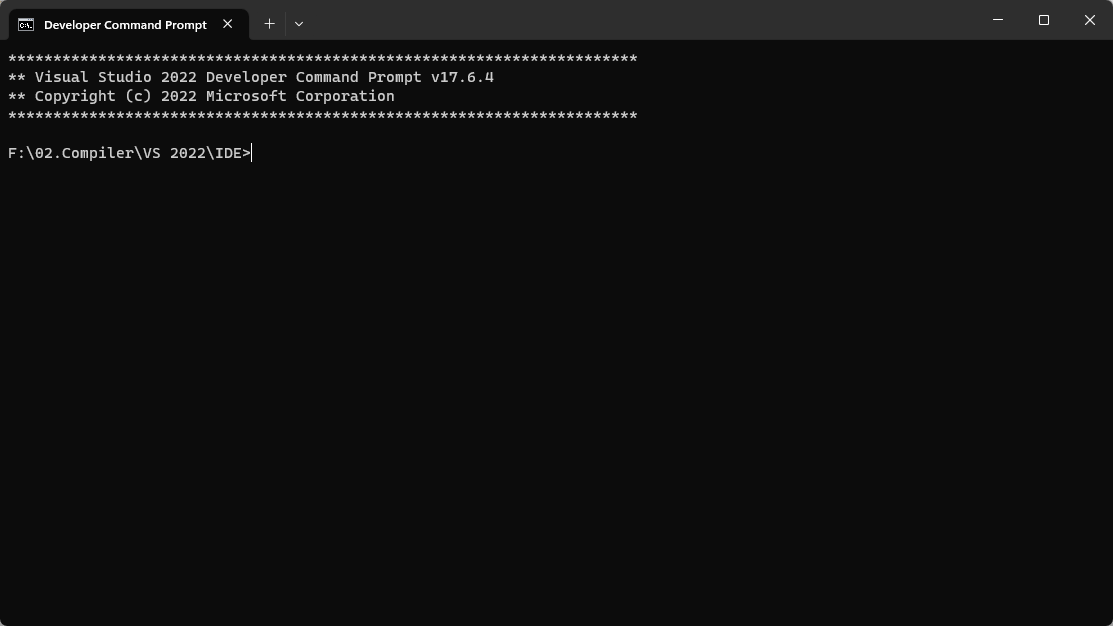 Developer Command Prompt
**********************************************************************
** Visual Studio 2022 Developer Command Prompt v17.6.4
** Copyright (c) 2022 Microsoft Corporation
**********************************************************************
F:\02.Compiler\VS 2022\IDE>